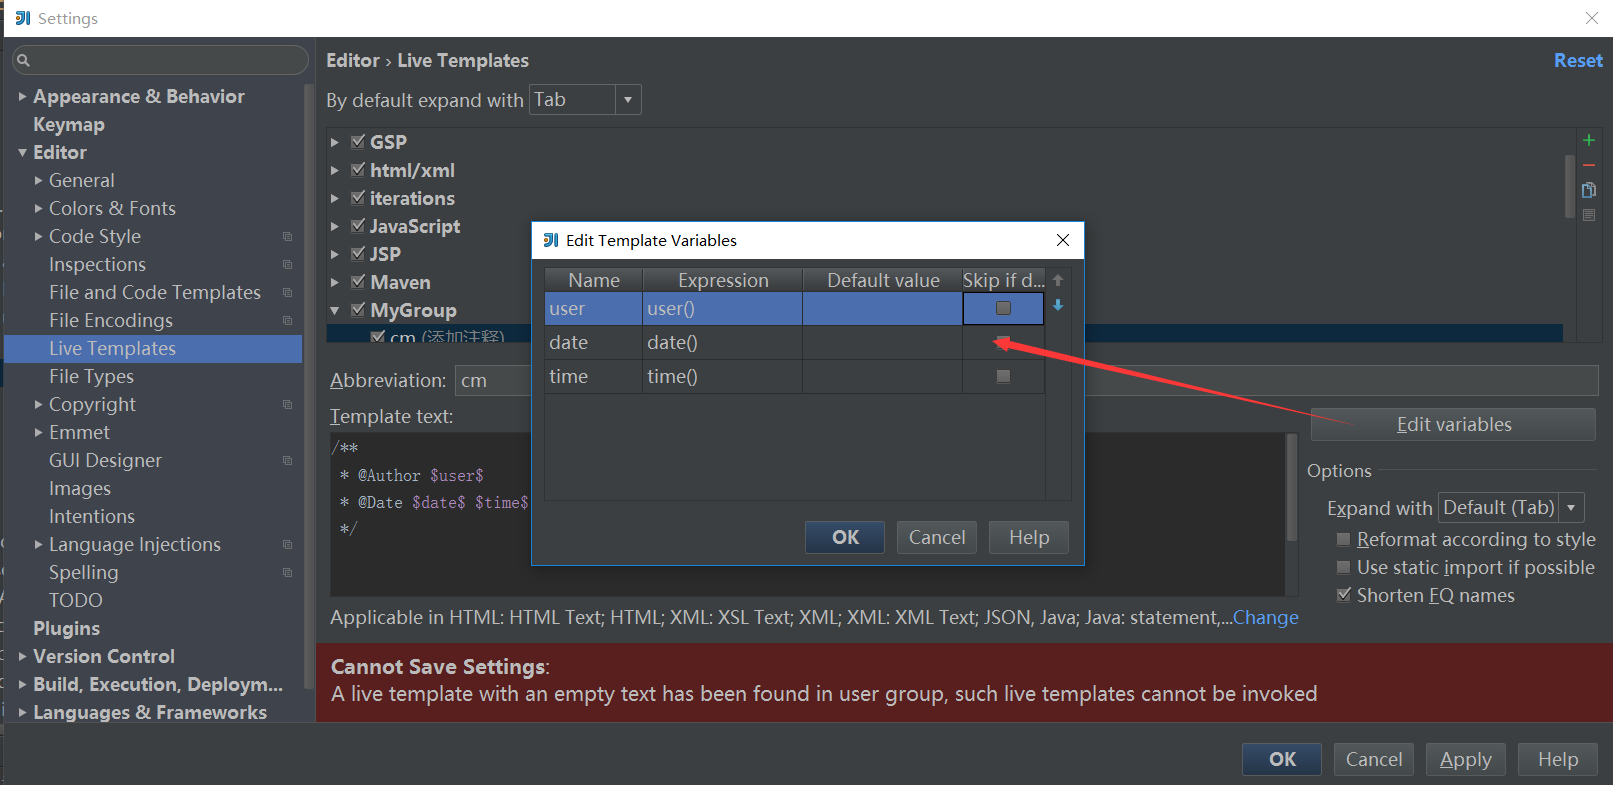 Settings
Editor › Live Templates
Reset
By default expand with Tab
Appearance & Behavior
Keymap
Editor
General
Colors & Fonts
Code Style
Inspections
File and Code Templates
File Encodings
Live Templates
File Types
Copyright
Emmet
GUI Designer
Images
Intentions
Language Injections
Spelling
TODO
Plugins
Version Control
Build, Execution, Deploym...
Languages & Frameworks
GSP
html/xml
iterations
JavaScript
JSP
Maven
MyGroup
cm (添加注释)
Edit Template Variables
Name Expression Default value Skip if d...
user user()
date date()
time time()
OK Cancel Help
Abbreviation: cm
Template text:
/**
* @Author $user$
* @Date $date$ $time$
*/
Edit variables
Options
Expand with Default (Tab)
Reformat according to style
Use static import if possible
Shorten FQ names
Applicable in HTML: HTML Text; HTML; XML: XSL Text; XML; XML: XML Text; JSON, Java; Java: statement,...Change
Cannot Save Settings:
A live template with an empty text has been found in user group, such live templates cannot be invoked
OK Cancel Apply Help